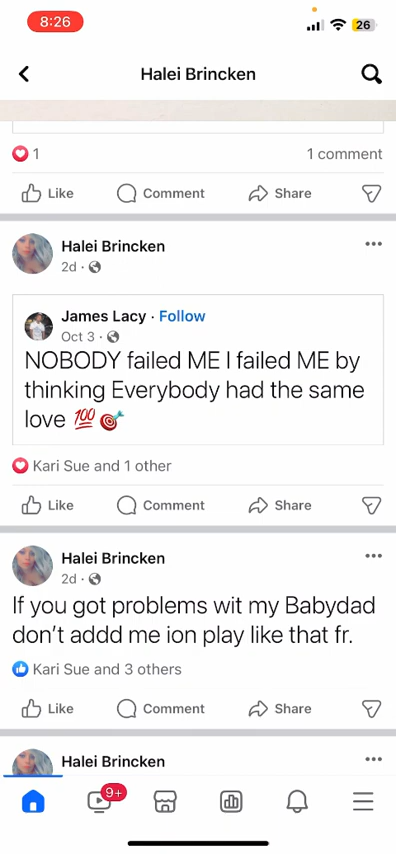 8:26
26
Halei Brincken
1
1 comment
Like Comment Share
Halei Brincken
2d ·
James Lacy · Follow
Oct 3 ·
NOBODY failed ME I failed ME by
thinking Everybody had the same
love 💯 🎯
Kari Sue and 1 other
Like Comment Share
Halei Brincken
2d ·
If you got problems wit my Babydad
don't addd me ion play like that fr.
Kari Sue and 3 others
Like Comment Share
Halei Brincken
9+